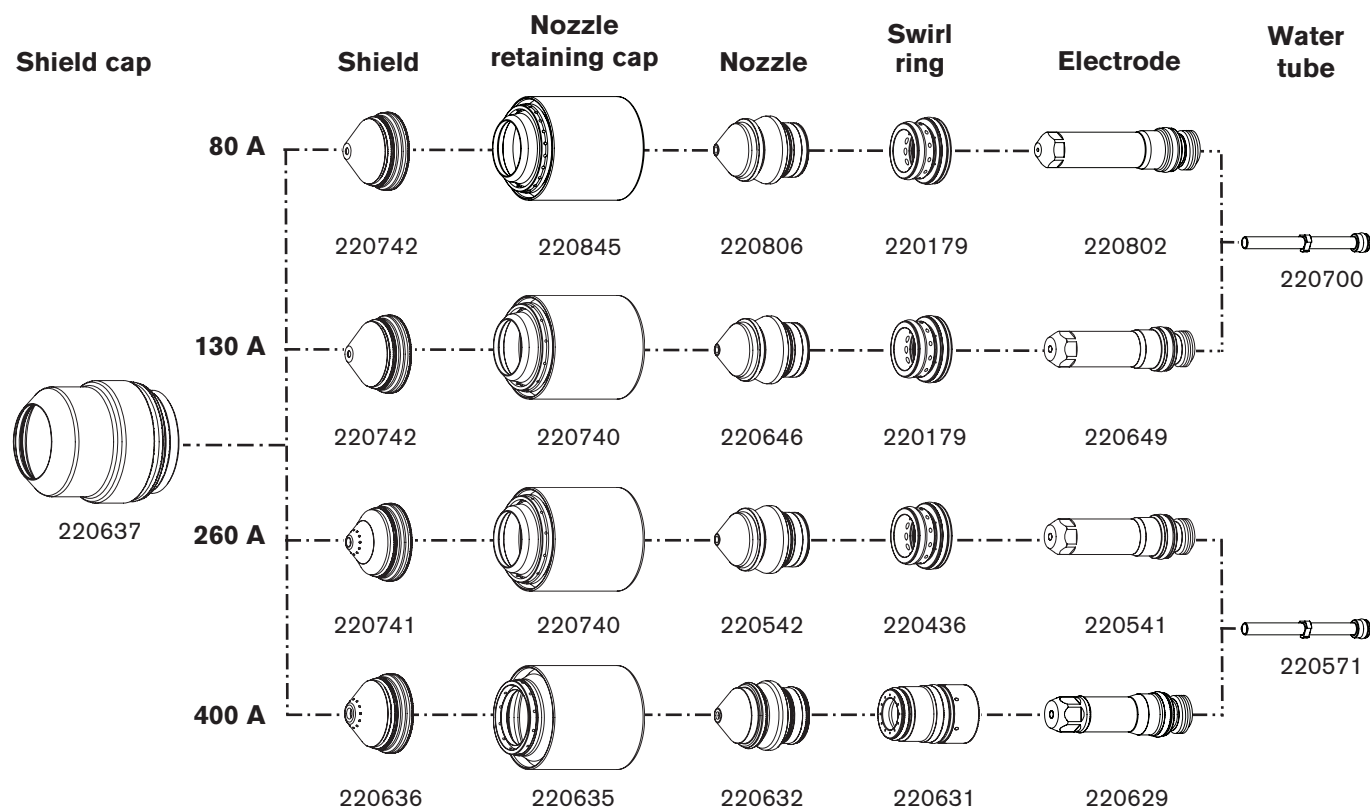 Shield cap
Shield
Nozzle
retaining cap
Nozzle
Swirl
ring
Electrode
Water
tube
80 A
220742
220845
220806
220179
220802
220700
130 A
220742
220740
220646
220179
220649
220637
260 A
220741
220740
220542
220436
220541
220571
400 A
220636
220635
220632
220631
220629